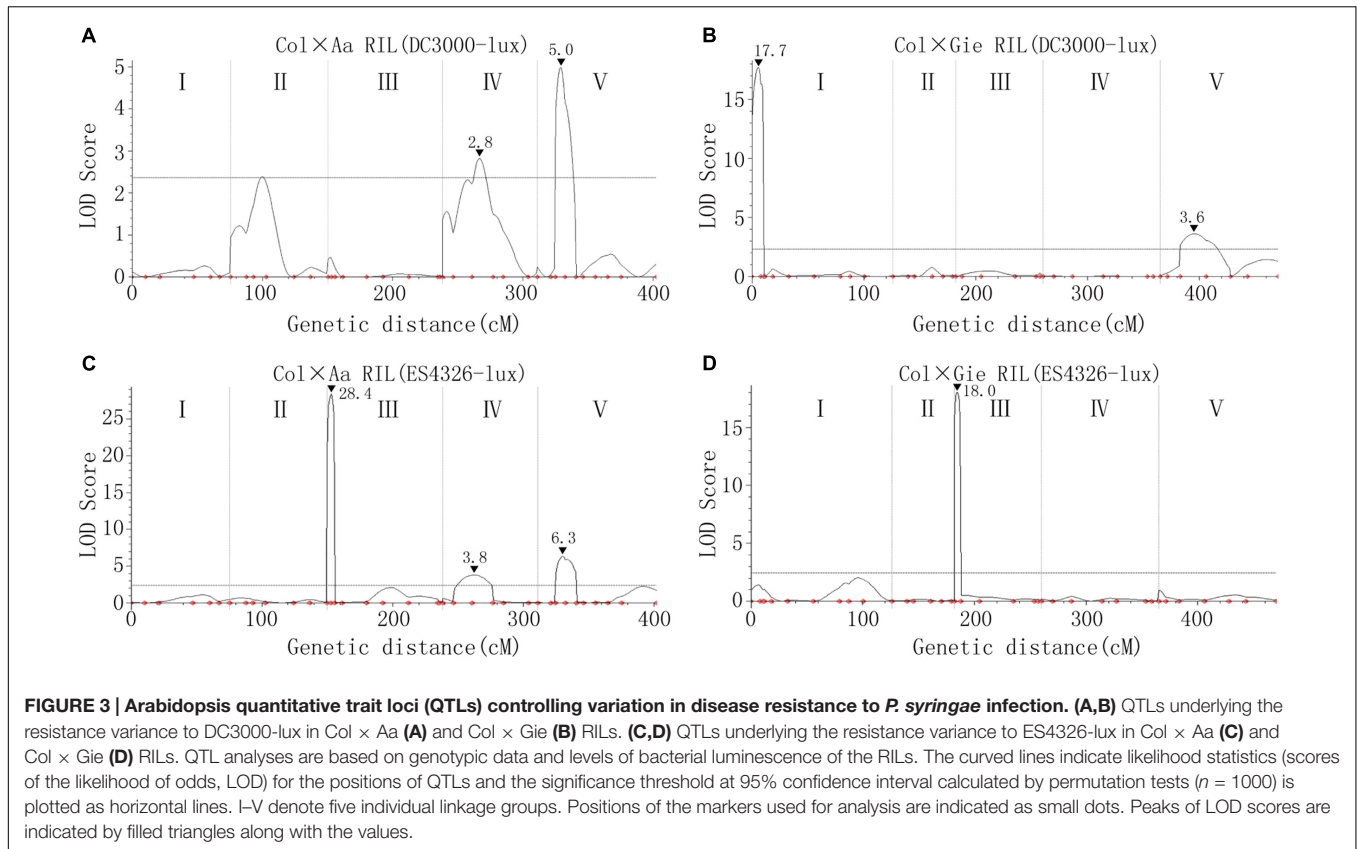 A
Col×Aa RIL(DC3000-lux)
5.0
I II III IV V
2.8
LOD Score
5
4
3
2
1
0
0 100 200 300 400
Genetic distance(cM)
B
Col×Gie RIL(DC3000-lux)
17.7
I II III IV V
3.6
LOD Score
15
10
5
0
0 100 200 300 400
Genetic distance(cM)
C
Col×Aa RIL(ES4326-lux)
28.4
I II III IV V
3.8
6.3
LOD Score
25
20
15
10
5
0
0 100 200 300 400
Genetic distance(cM)
D
Col×Gie RIL(ES4326-lux)
18.0
I II III IV V
LOD Score
15
10
5
0
0 100 200 300 400
Genetic distance(cM)
FIGURE 3 | Arabidopsis quantitative trait loci (QTLs) controlling variation in disease resistance to P. syringae infection. (A,B) QTLs underlying the
resistance variance to DC3000-lux in Col × Aa (A) and Col × Gie (B) RILs. (C,D) QTLs underlying the resistance variance to ES4326-lux in Col × Aa (C) and
Col × Gie (D) RILs. QTL analyses are based on genotypic data and levels of bacterial luminescence of the RILs. The curved lines indicate likelihood statistics (scores
of the likelihood of odds, LOD) for the positions of QTLs and the significance threshold at 95% confidence interval calculated by permutation tests (n = 1000) is
plotted as horizontal lines. I–V denote five individual linkage groups. Positions of the markers used for analysis are indicated as small dots. Peaks of LOD scores are
indicated by filled triangles along with the values.